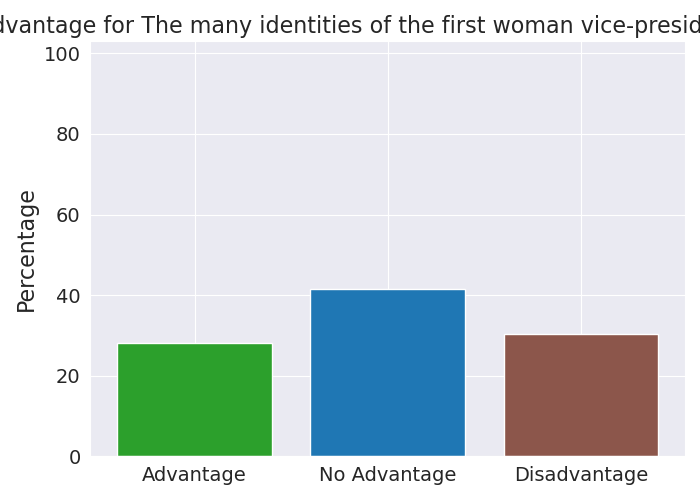 dvantage for The many identities of the first woman vice-presid
100
80
60
40
20
0
Percentage
Advantage No Advantage Disadvantage